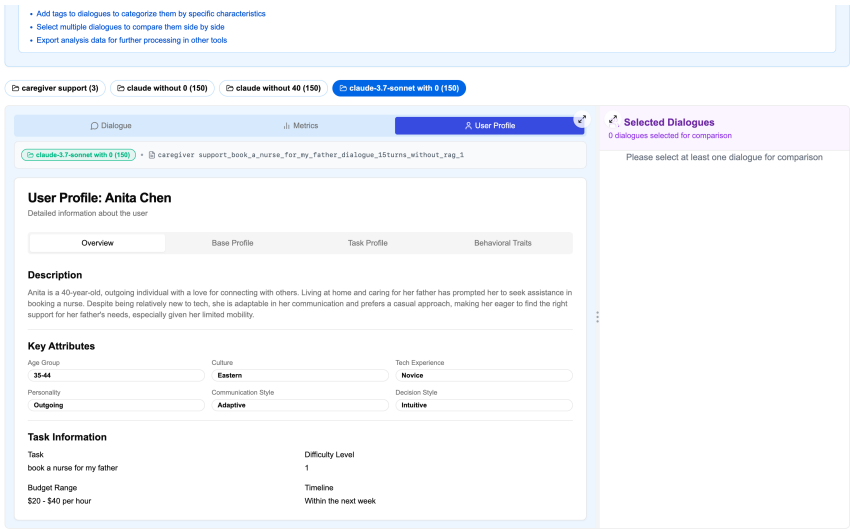 • Add tags to dialogues to categorize them by specific characteristics
• Select multiple dialogues to compare them side by side
• Export analysis data for further processing in other tools
caregiver support (3)
claude without 0 (150)
claude without 40 (150)
claude-3.7-sonnet with 0 (150)
Dialogue
Metrics
User Profile
claude-3.7-sonnet with 0 (150) • caregiver support_book_a_nurse_for_my_father_dialogue_15turns_without_rag_1
User Profile: Anita Chen
Detailed information about the user
Overview
Base Profile
Task Profile
Behavioral Traits
Description
Anita is a 40-year-old, outgoing individual with a love for connecting with others. Living at home and caring for her father has prompted her to seek assistance in
booking a nurse. Despite being relatively new to tech, she is adaptable in her communication and prefers a casual approach, making her eager to find the right
support for her father's needs, especially given her limited mobility.
Key Attributes
Age Group
35-44
Culture
Eastern
Tech Experience
Novice
Personality
Outgoing
Communication Style
Adaptive
Decision Style
Intuitive
Task Information
Task
book a nurse for my father
Difficulty Level
1
Budget Range
$20 - $40 per hour
Timeline
Within the next week
Selected Dialogues
0 dialogues selected for comparison
Please select at least one dialogue for comparison